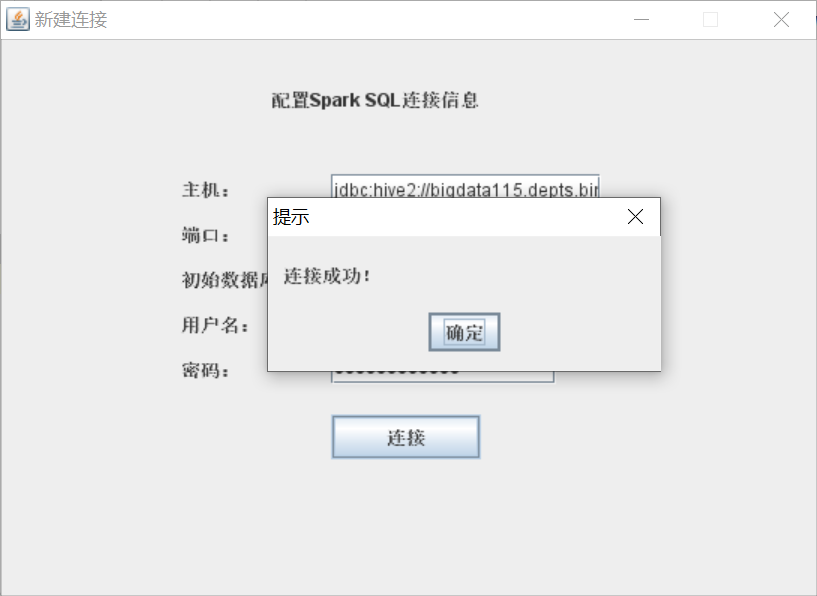 新建连接
配置Spark SQL连接信息
主机：
jdbc:hive2://bigdata115.depts.bin
提示
端口：
连接成功！
初始数据库
用户名：
确定
密码：
连接